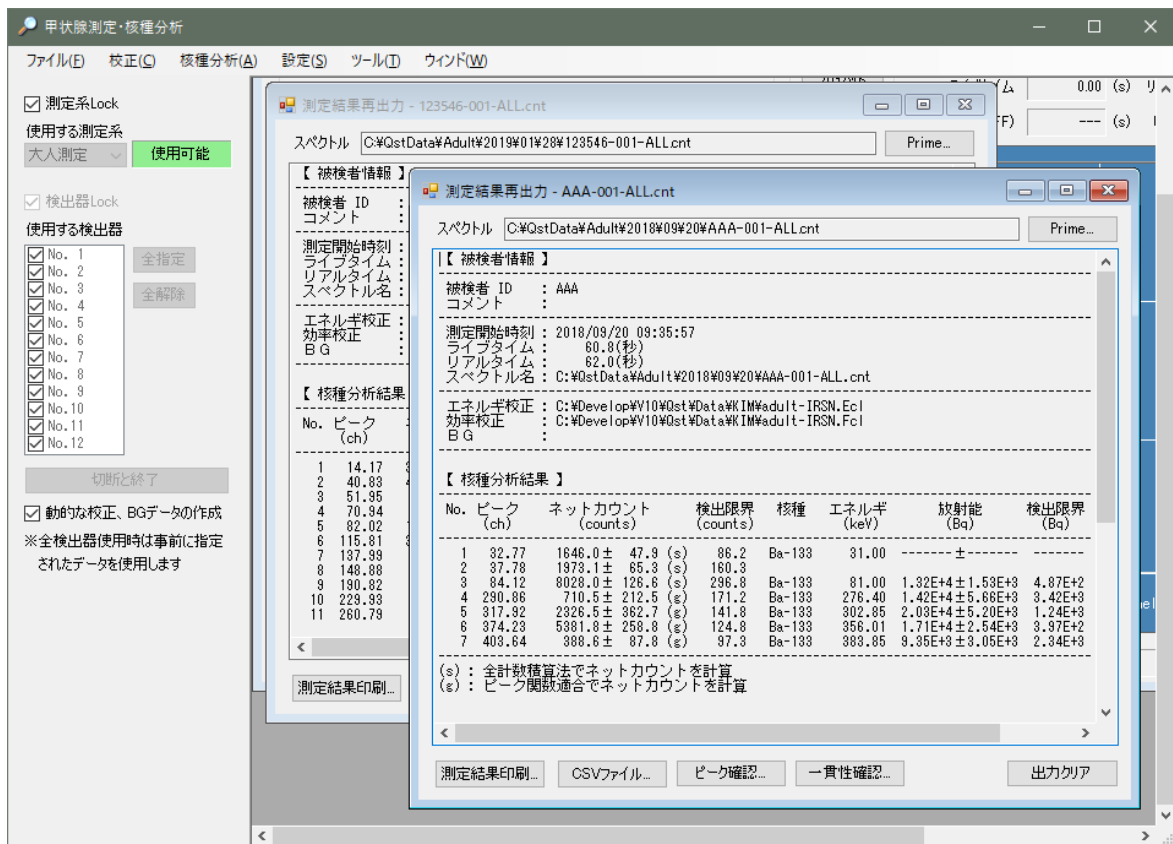 甲状腺測定・核種分析
ファイル(F) 校正(C) 核種分析(A) 設定(S) ツール(T) ウィンド(W)
測定系Lock
使用する測定系
大人測定 使用可能
検出器Lock
使用する検出器
No. 1
No. 2
No. 3
No. 4
No. 5
No. 6
No. 7
No. 8
No. 9
No.10
No.11
No.12
全指定
全解除
切断と終了
動的な校正、BGデータの作成
※全検出器使用時は事前に指定
されたデータを使用します
0.00 (s)
--- (s)
測定結果再出力 - 123546-001-ALL.cnt
スペクトル C:¥QstData¥Adult¥2019¥01¥28¥123546-001-ALL.cnt Prime...
【 被検者情報 】
被検者 ID :
コメント :
測定開始時刻 :
ライブタイム :
リアルタイム :
スペクトル名 :
エネルギ校正 :
効率校正 :
BG :
【 核種分析結果
No. ピーク
(ch)
1 14.17
2 40.83
3 51.95
4 70.94
5 82.02
6 115.81
7 137.99
8 148.88
9 190.82
10 229.93
11 260.79
測定結果印刷...
測定結果再出力 - AAA-001-ALL.cnt
スペクトル C:¥QstData¥Adult¥2018¥09¥20¥AAA-001-ALL.cnt Prime...
【 被検者情報 】
被検者 ID : AAA
コメント :
測定開始時刻 : 2018/09/20 09:35:57
ライブタイム : 60.8(秒)
リアルタイム : 62.0(秒)
スペクトル名 : C:¥QstData¥Adult¥2018¥09¥20¥AAA-001-ALL.cnt
エネルギ校正 : C:¥Develop¥V10¥Qst¥Data¥KIM¥adult-IRSN.Ecl
効率校正 : C:¥Develop¥V10¥Qst¥Data¥KIM¥adult-IRSN.Fcl
BG :
【 核種分析結果 】
No. ピーク ネットカウント 検出限界 核種 エネルギ 放射能 検出限界
(ch) (counts) (counts) (keV) (Bq) (Bq)
1 32.77 1646.0± 47.9 (s) 86.2 Ba-133 31.00 -------±------- -------
2 37.78 1973.1± 65.3 (s) 160.3
3 84.12 8028.0± 126.6 (s) 296.8 Ba-133 81.00 1.32E+4±1.53E+3 4.87E+2
4 290.86 710.5± 212.5 (g) 171.2 Ba-133 276.40 1.42E+4±5.66E+3 3.42E+3
5 317.92 2326.5± 362.7 (g) 141.8 Ba-133 302.85 2.03E+4±5.20E+3 1.24E+3
6 374.23 5381.8± 258.8 (g) 124.8 Ba-133 356.01 1.71E+4±2.54E+3 3.97E+2
7 403.64 388.6± 87.8 (g) 97.3 Ba-133 383.85 9.35E+3±3.05E+3 2.34E+3
(s) : 全計数積算法でネットカウントを計算
(g) : ピーク関数適合でネットカウントを計算
測定結果印刷... CSVファイル... ピーク確認... 一貫性確認... 出力クリア